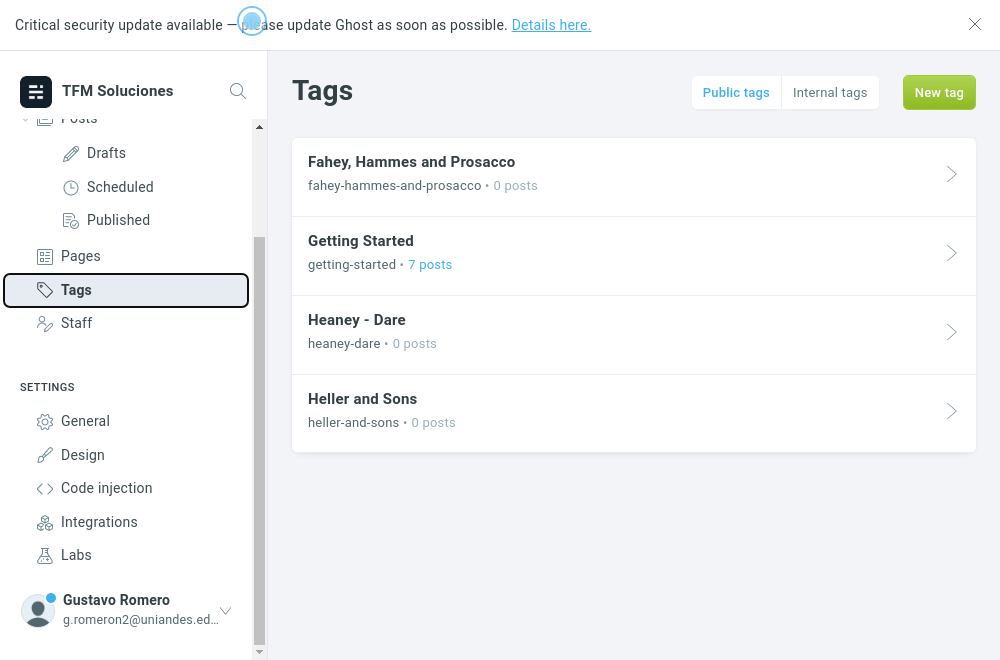 Critical security update available — please update Ghost as soon as possible. Details here.
TFM Soluciones
Posts
Drafts
Scheduled
Published
Pages
Tags
Staff
SETTINGS
General
Design
Code injection
Integrations
Labs
Gustavo Romero
g.romeron2@uniandes.ed...
Tags
Public tags
Internal tags
New tag
Fahey, Hammes and Prosacco
fahey-hammes-and-prosacco • 0 posts
Getting Started
getting-started • 7 posts
Heaney - Dare
heaney-dare • 0 posts
Heller and Sons
heller-and-sons • 0 posts